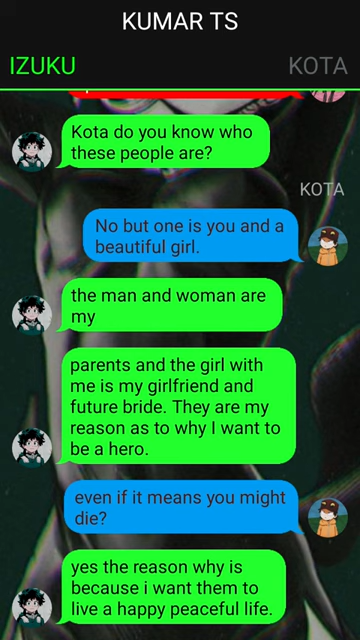 KUMAR TS
IZUKU
KOTA
Kota do you know who
these people are?
KOTA
No but one is you and a
beautiful girl.
the man and woman are
my
parents and the girl with
me is my girlfriend and
future bride. They are my
reason as to why I want to
be a hero.
even if it means you might
die?
yes the reason why is
because i want them to
live a happy peaceful life.